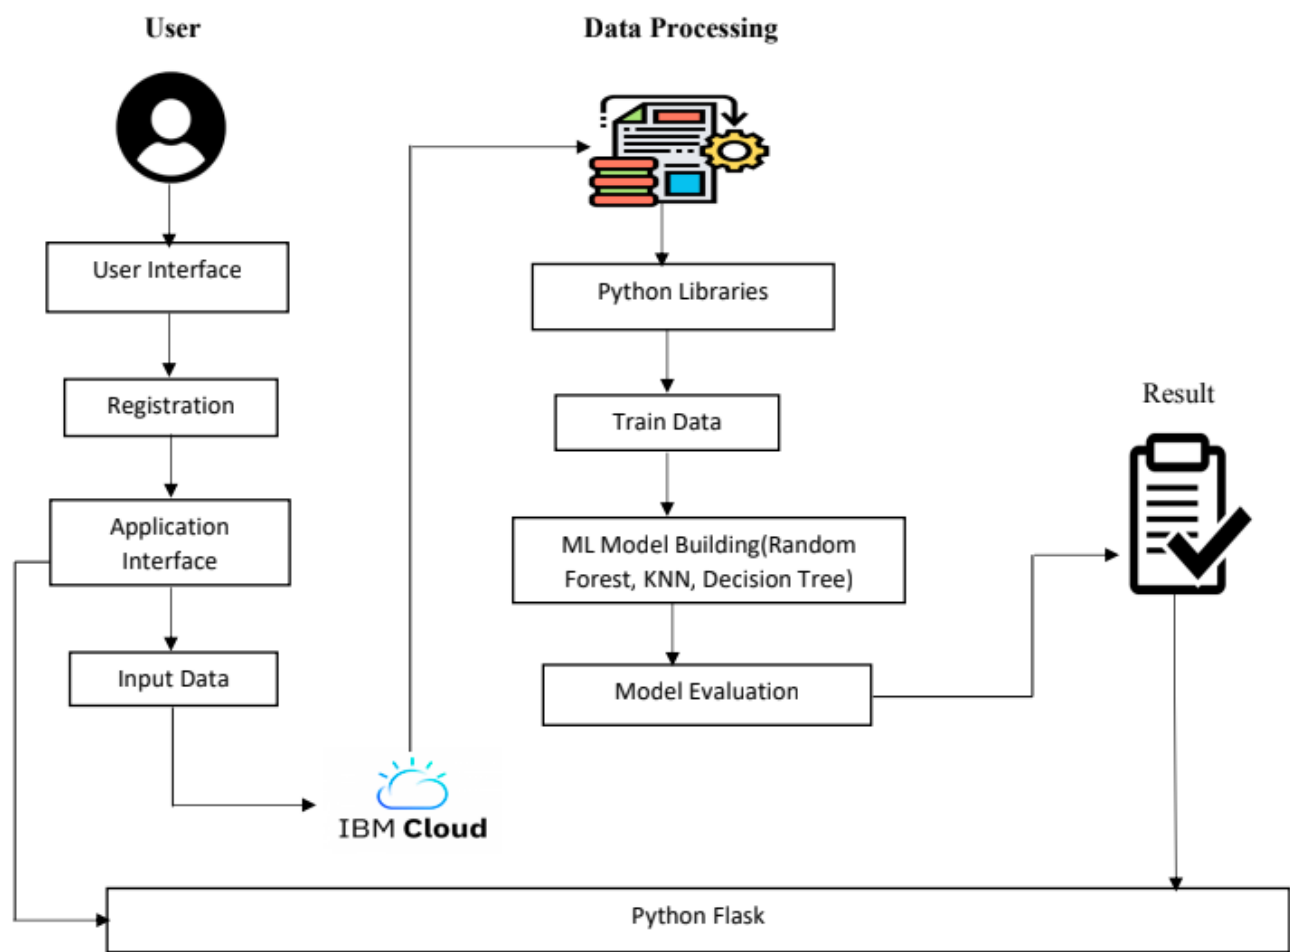 User
Data Processing
User Interface
Python Libraries
Registration
Train Data
Result
Application
Interface
ML Model Building(Random
Forest, KNN, Decision Tree)
Input Data
Model Evaluation
IBM Cloud
Python Flask